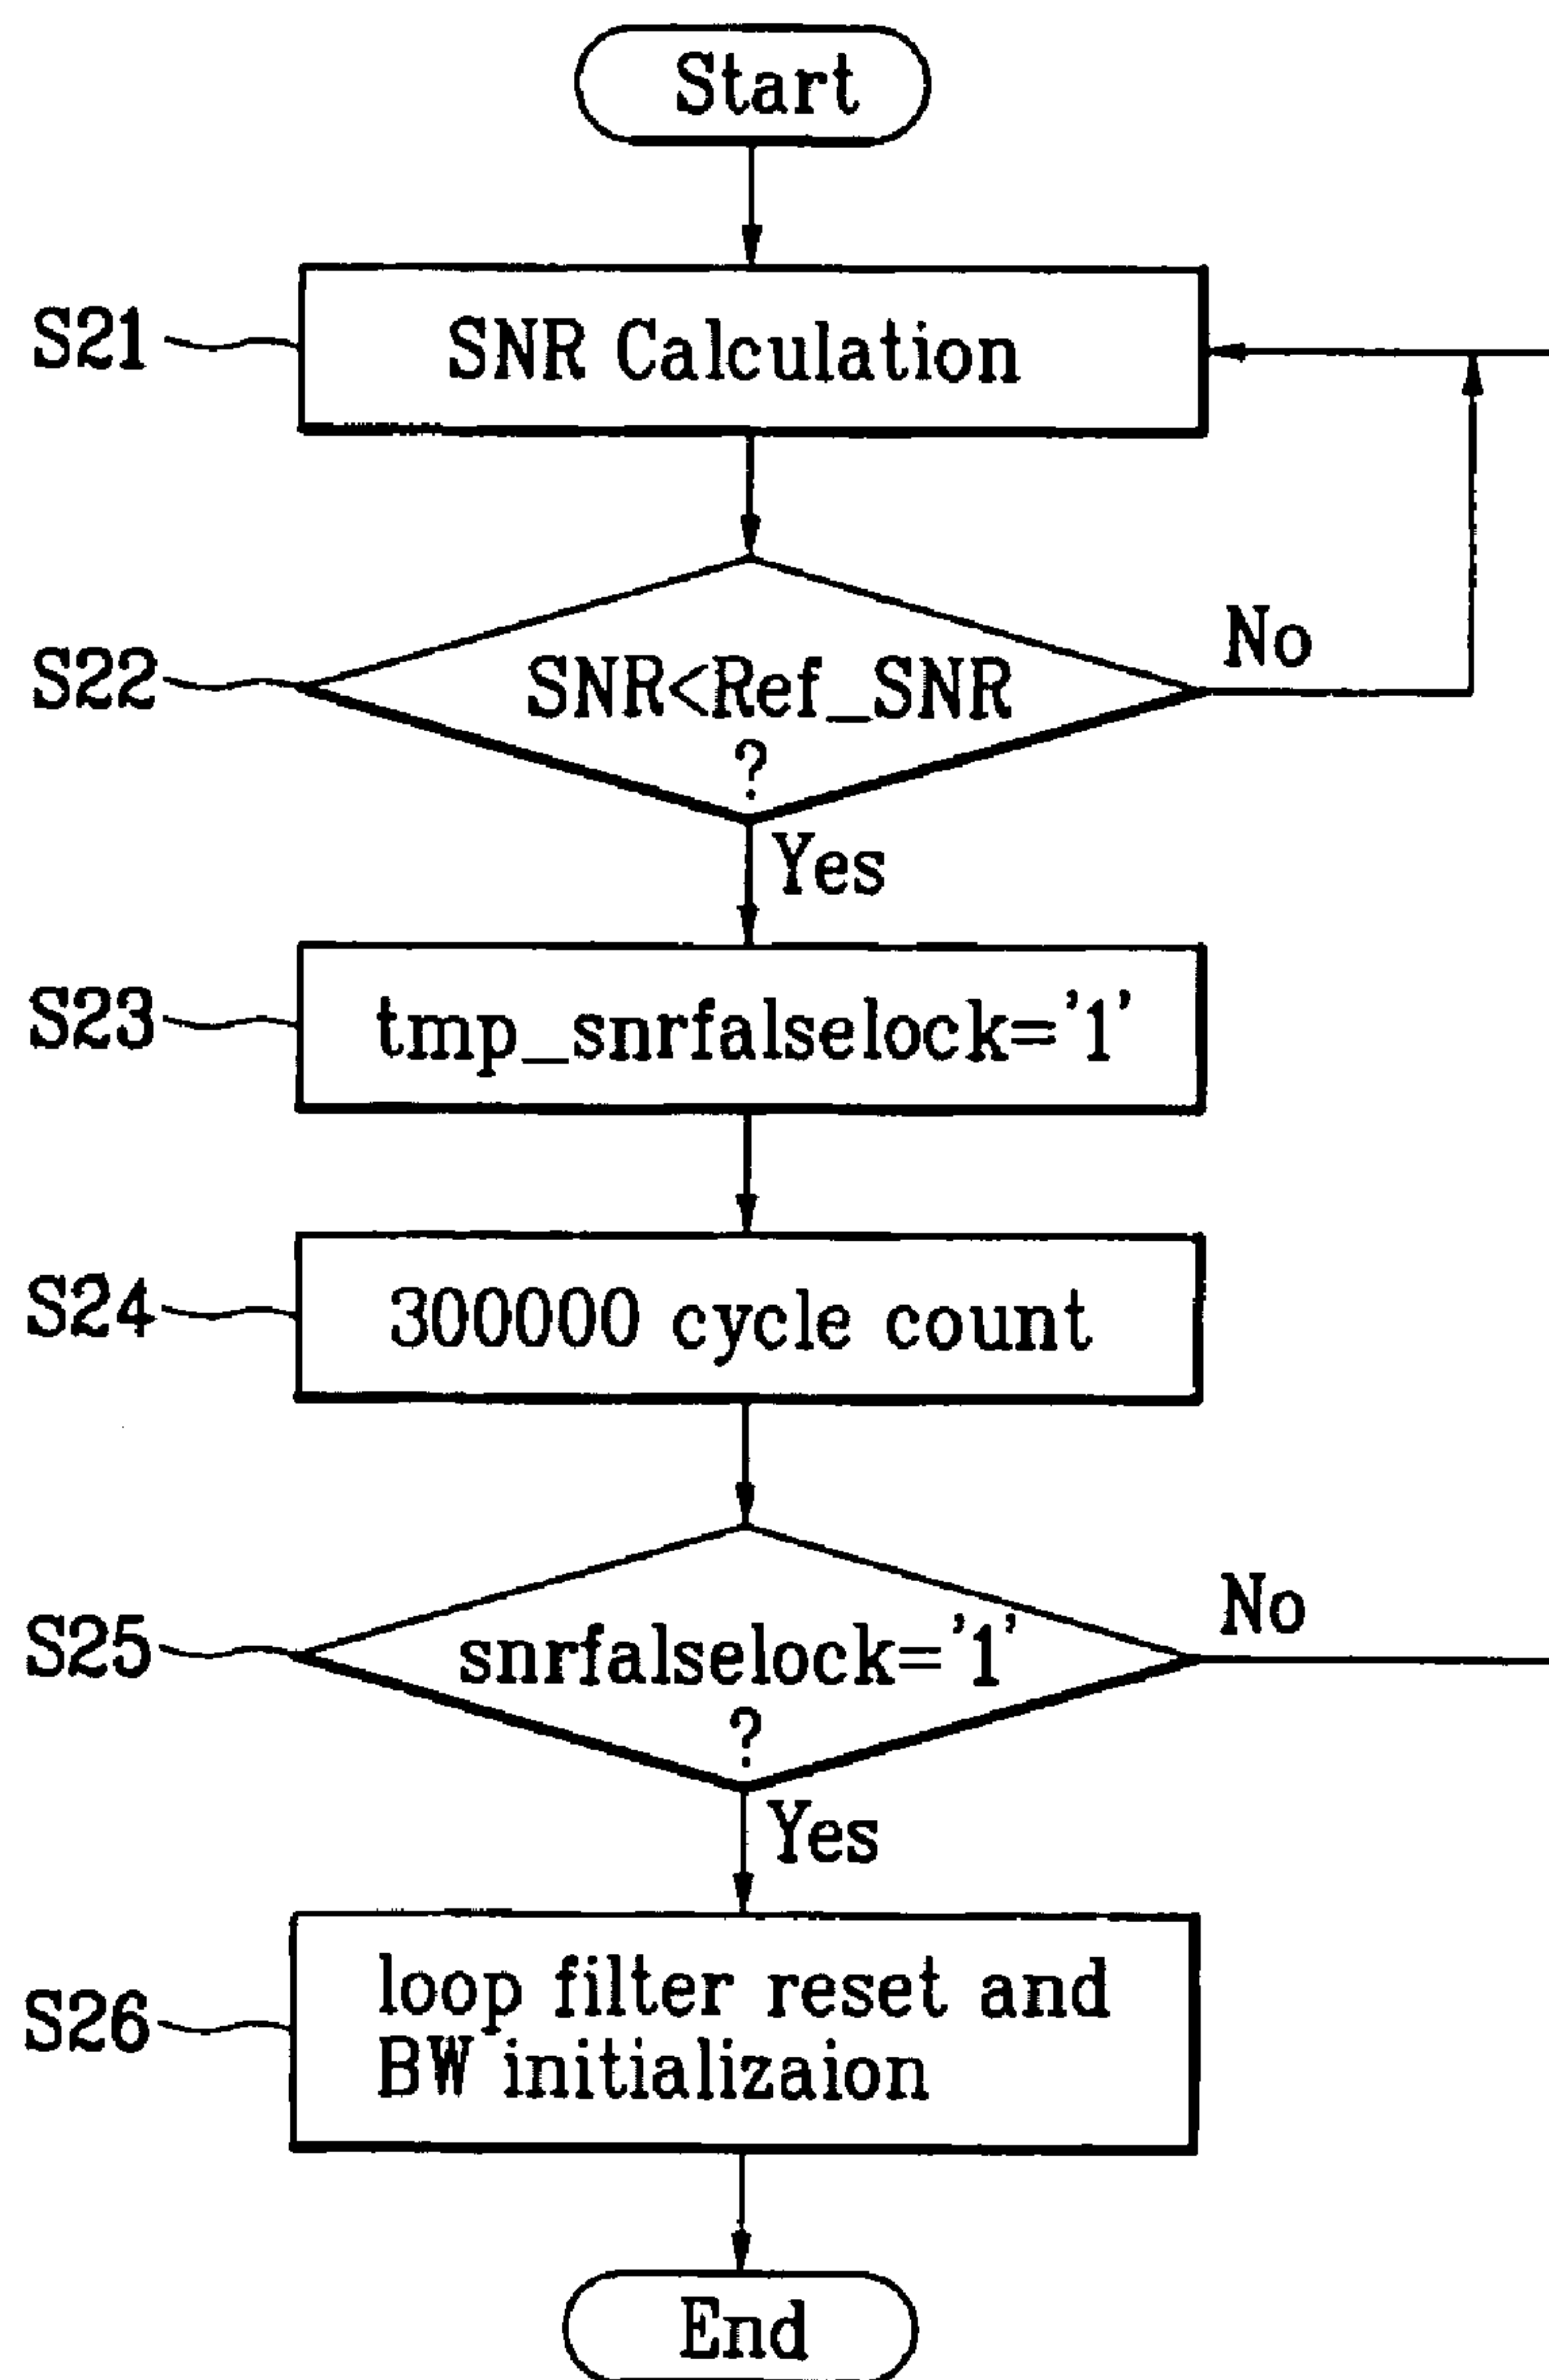 Start
S21
SNR Calculation
S22
SNR<Ref_SNR
?
No
Yes
S23
tmp_snrfalselock='1'
S24
300000 cycle count
S25
snrfalselock='1'
?
No
Yes
S26
loop filter reset and
BW initializaion
End